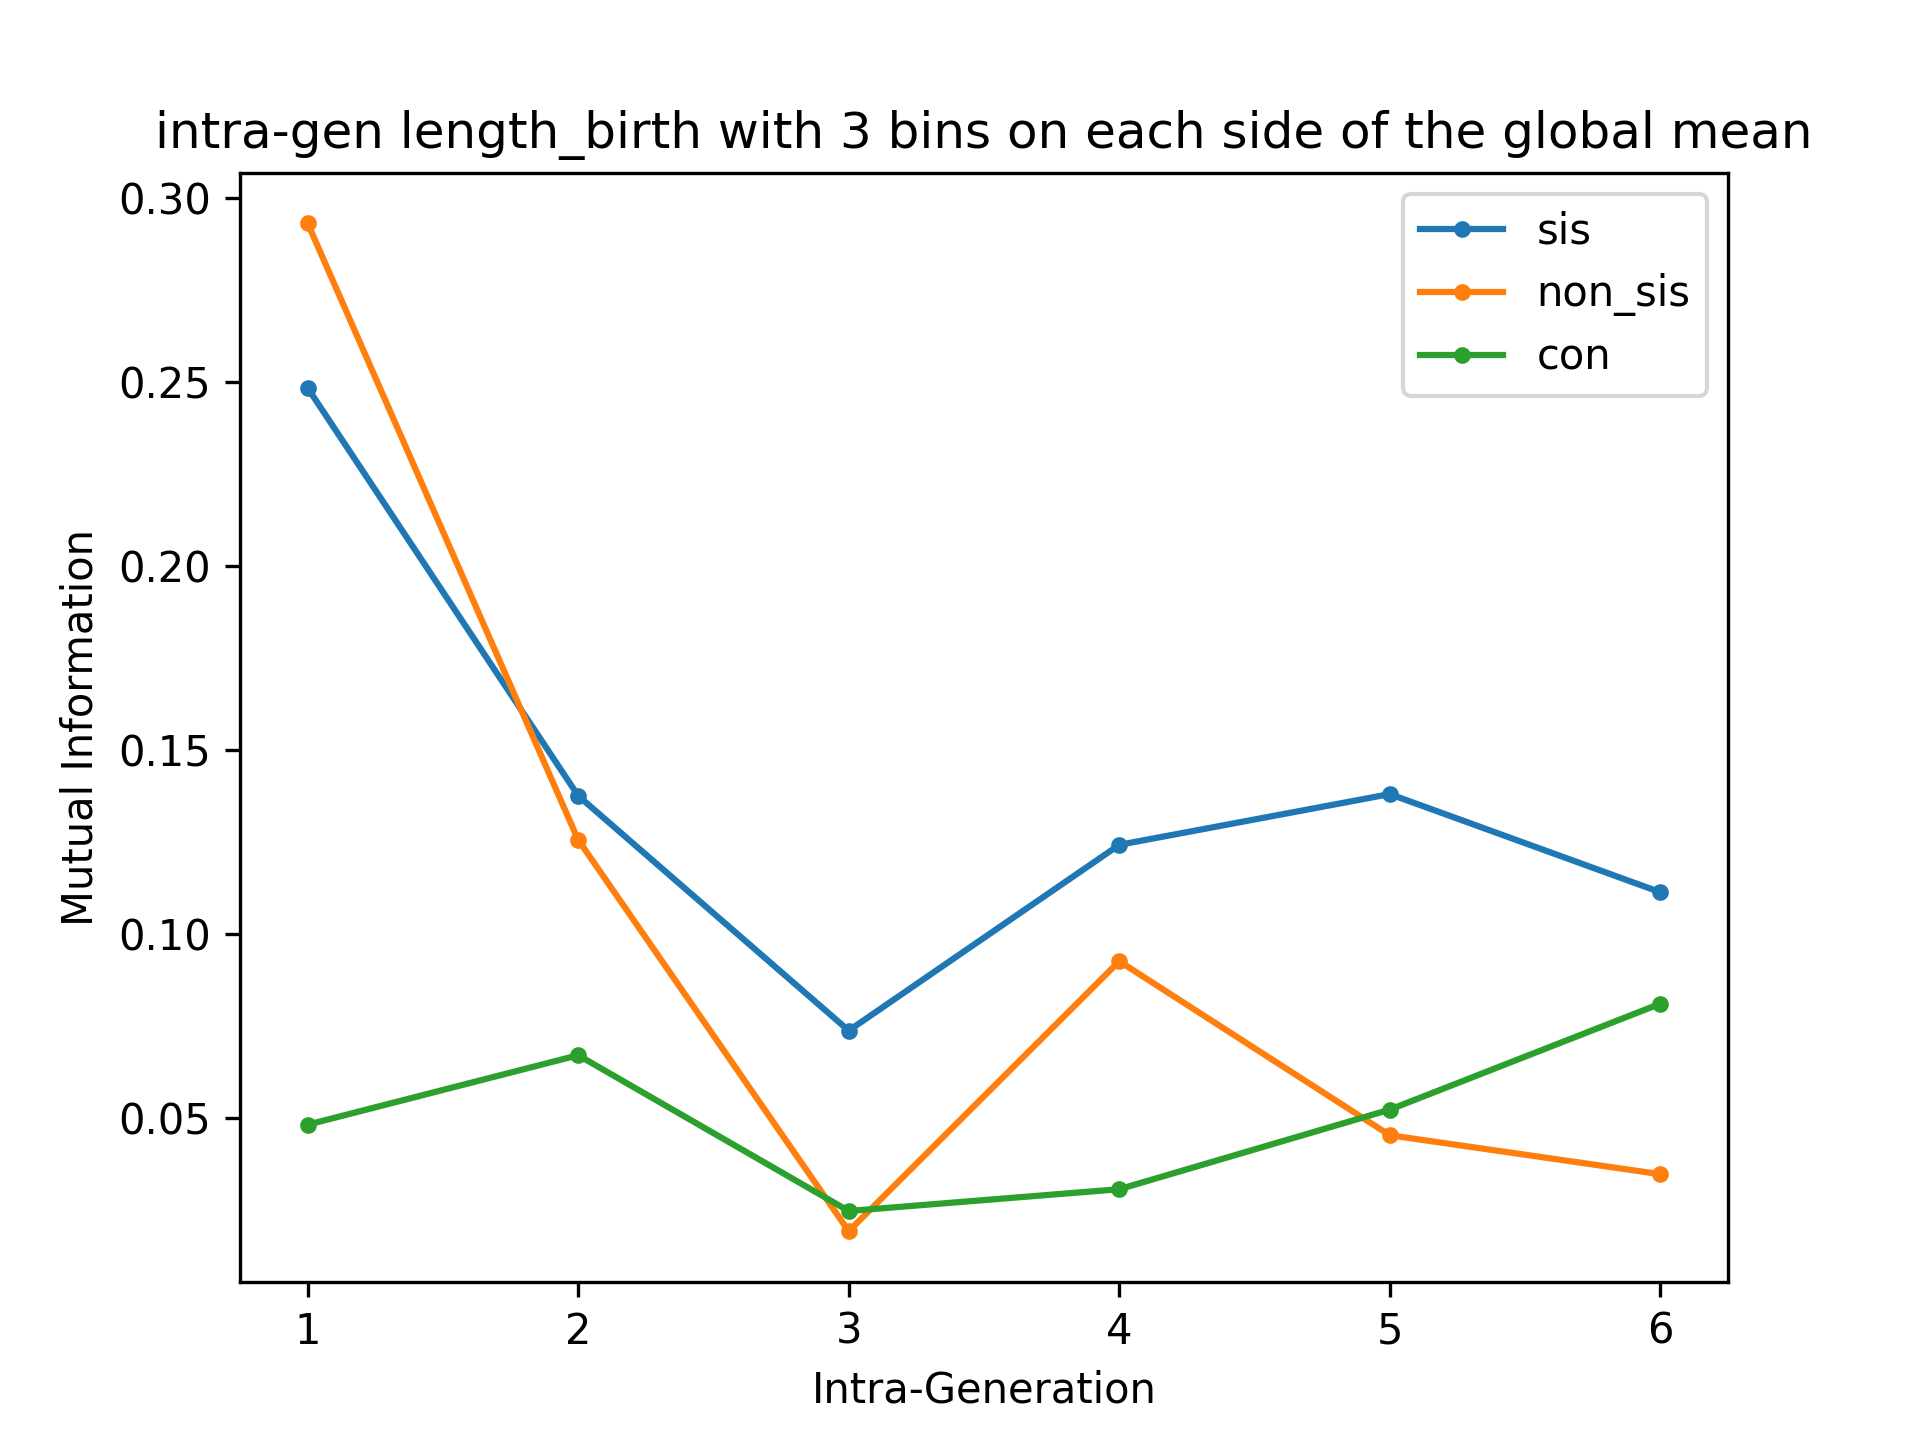 intra-gen length_birth with 3 bins on each side of the global mean
0.30
0.25
0.20
0.15
0.10
0.05
Mutual Information
sis
non_sis
con
1 2 3 4 5 6
Intra-Generation